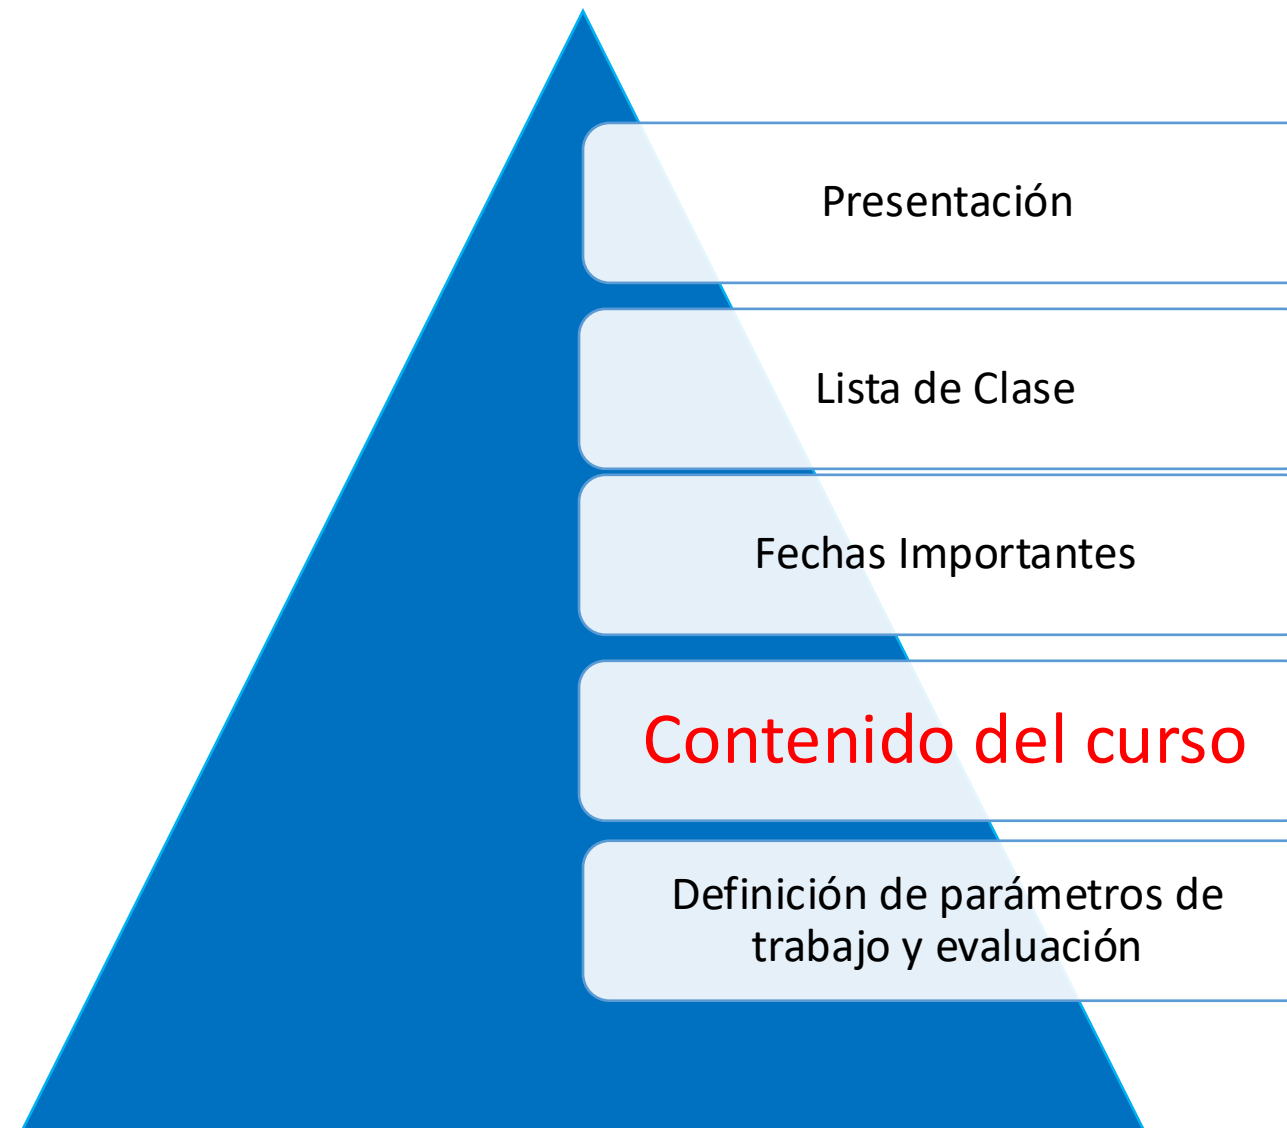 Presentación
Lista de Clase
Fechas Importantes
Contenido del curso
Definición de parámetros de
trabajo y evaluación